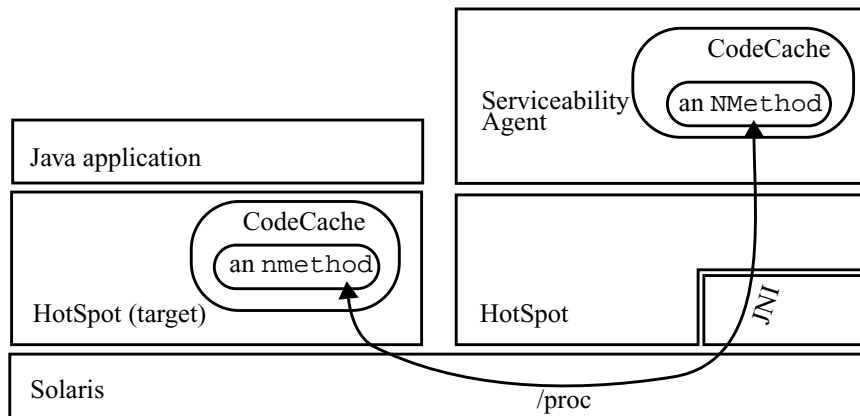 CodeCache
an NMethod
Serviceability
Agent
Java application
CodeCache
an nmethod
HotSpot (target)
HotSpot
JNI
Solaris
/proc